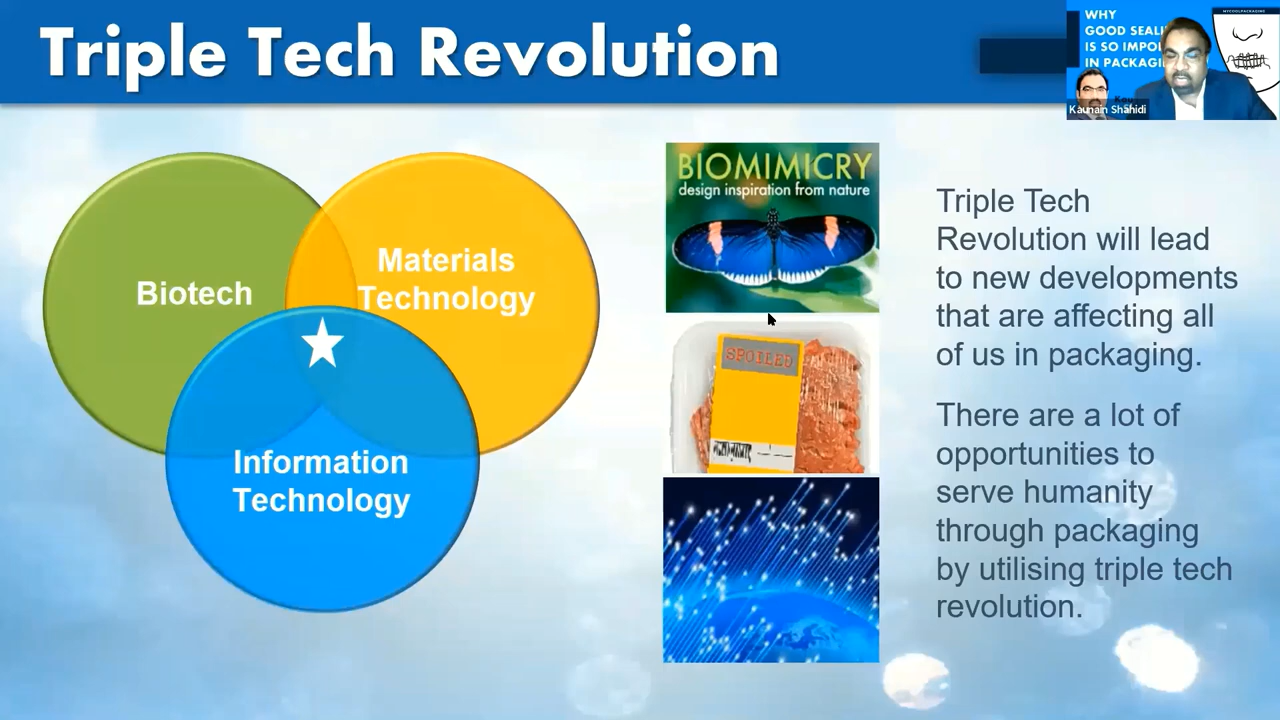 Triple Tech Revolution
WHY
GOOD SEALI
IS SO IMPO
IN PACKAGI
MYCOOLPACKAGING
Kaunain Shahidi
Biotech
Materials
Technology
Information
Technology
BIOMIMICRY
design inspiration from nature
SPOILED
Triple Tech
Revolution will lead
to new developments
that are affecting all
of us in packaging.
There are a lot of
opportunities to
serve humanity
through packaging
by utilising triple tech
revolution.